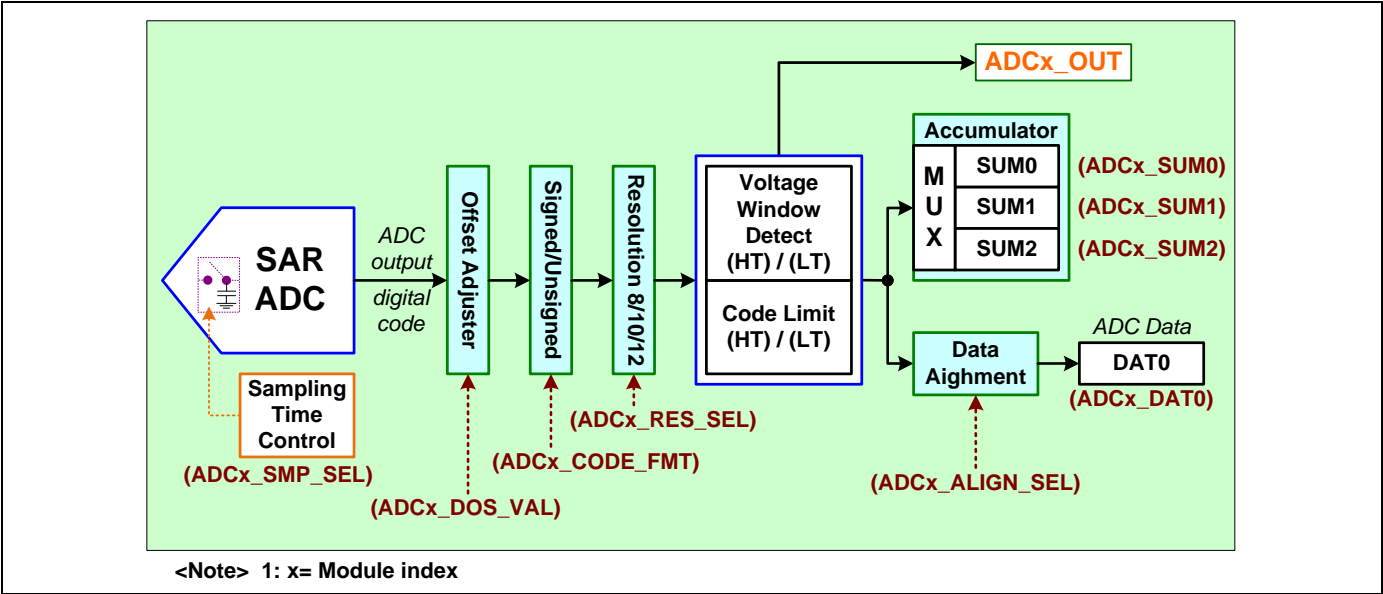 ADCx_OUT
Accumulator
MUX
SUM0
(ADCx_SUM0)
SUM1
(ADCx_SUM1)
SUM2
(ADCx_SUM2)
SAR
ADC
ADC
output
digital
code
Offset Adjuster
Signed/Unsigned
Resolution 8/10/12
Voltage
Window
Detect
(HT) / (LT)
Code Limit
(HT) / (LT)
Data
Aighment
ADC Data
DAT0
(ADCx_DAT0)
Sampling
Time
Control
(ADCx_SMP_SEL)
(ADCx_RES_SEL)
(ADCx_CODE_FMT)
(ADCx_DOS_VAL)
(ADCx_ALIGN_SEL)
<Note> 1: x= Module index